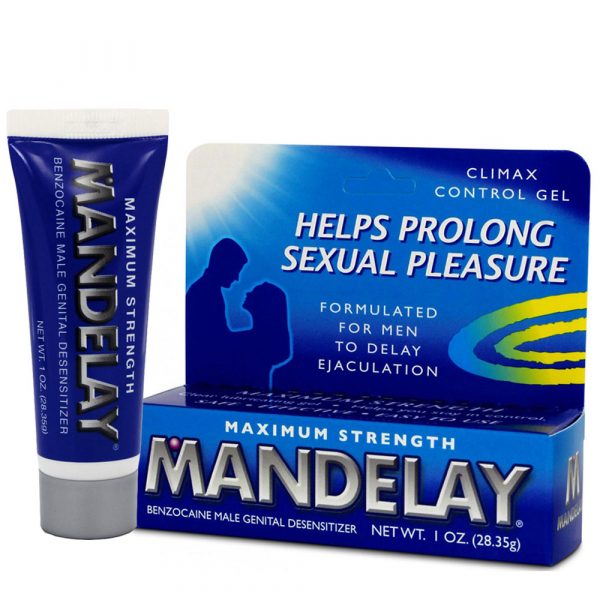 MAXIMUM STRENGTH
MANDELAY®
BENZOCAINE MALE GENITAL DESENSITIZER
NET WT. 1 OZ. (28.35g)
CLIMAX
CONTROL GEL
HELPS PROLONG
SEXUAL PLEASURE
FORMULATED
FOR MEN
TO DELAY
EJACULATION
MAXIMUM STRENGTH
MANDELAY®
BENZOCAINE MALE GENITAL DESENSITIZER NET WT. 1 OZ. (28.35g)
M
MANDELAY